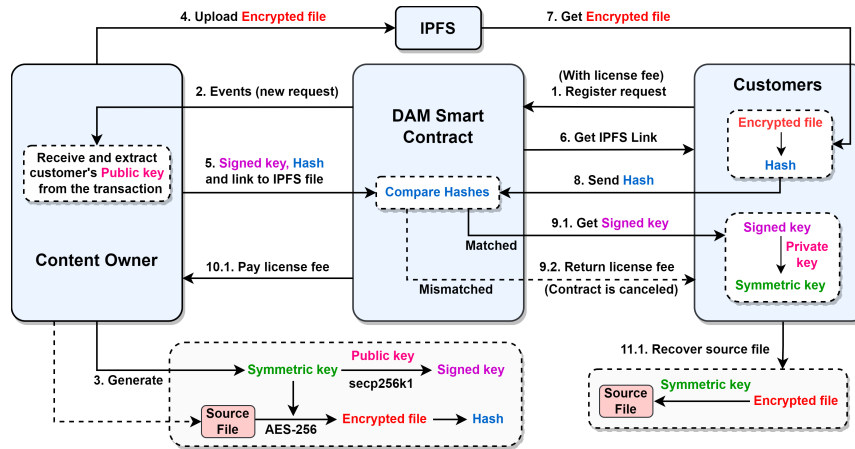 4. Upload Encrypted file
IPFS
7. Get Encrypted file
2. Events (new request)
Receive and extract
customer's Public key
from the transaction
5. Signed key, Hash
and link to IPFS file
Content Owner
10.1. Pay license fee
DAM Smart
Contract
Compare Hashes
Matched
Mismatched
(With license fee)
1. Register request
6. Get IPFS Link
8. Send Hash
9.1. Get Signed key
9.2. Return license fee
(Contract is canceled)
Customers
Encrypted file
Hash
Signed key
Private
key
Symmetric key
3. Generate
Symmetric key
Public key
secp256k1
Signed key
Source
File
AES-256
Encrypted file
Hash
11.1. Recover source file
Source
File
Symmetric key
Encrypted file